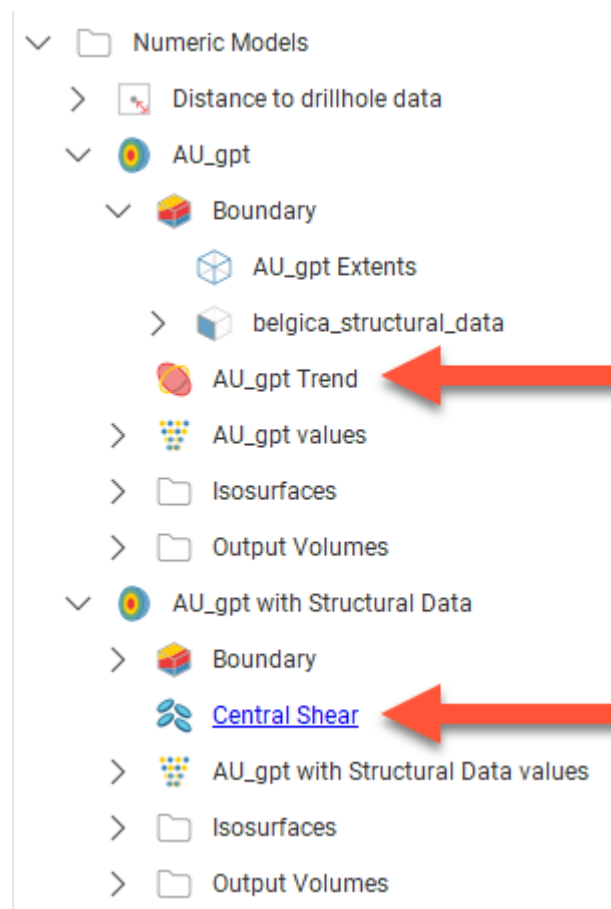 Numeric Models
Distance to drillhole data
AU_gpt
Boundary
AU_gpt Extents
belgica_structural_data
AU_gpt Trend
AU_gpt values
Isosurfaces
Output Volumes
AU_gpt with Structural Data
Boundary
Central Shear
AU_gpt with Structural Data values
Isosurfaces
Output Volumes